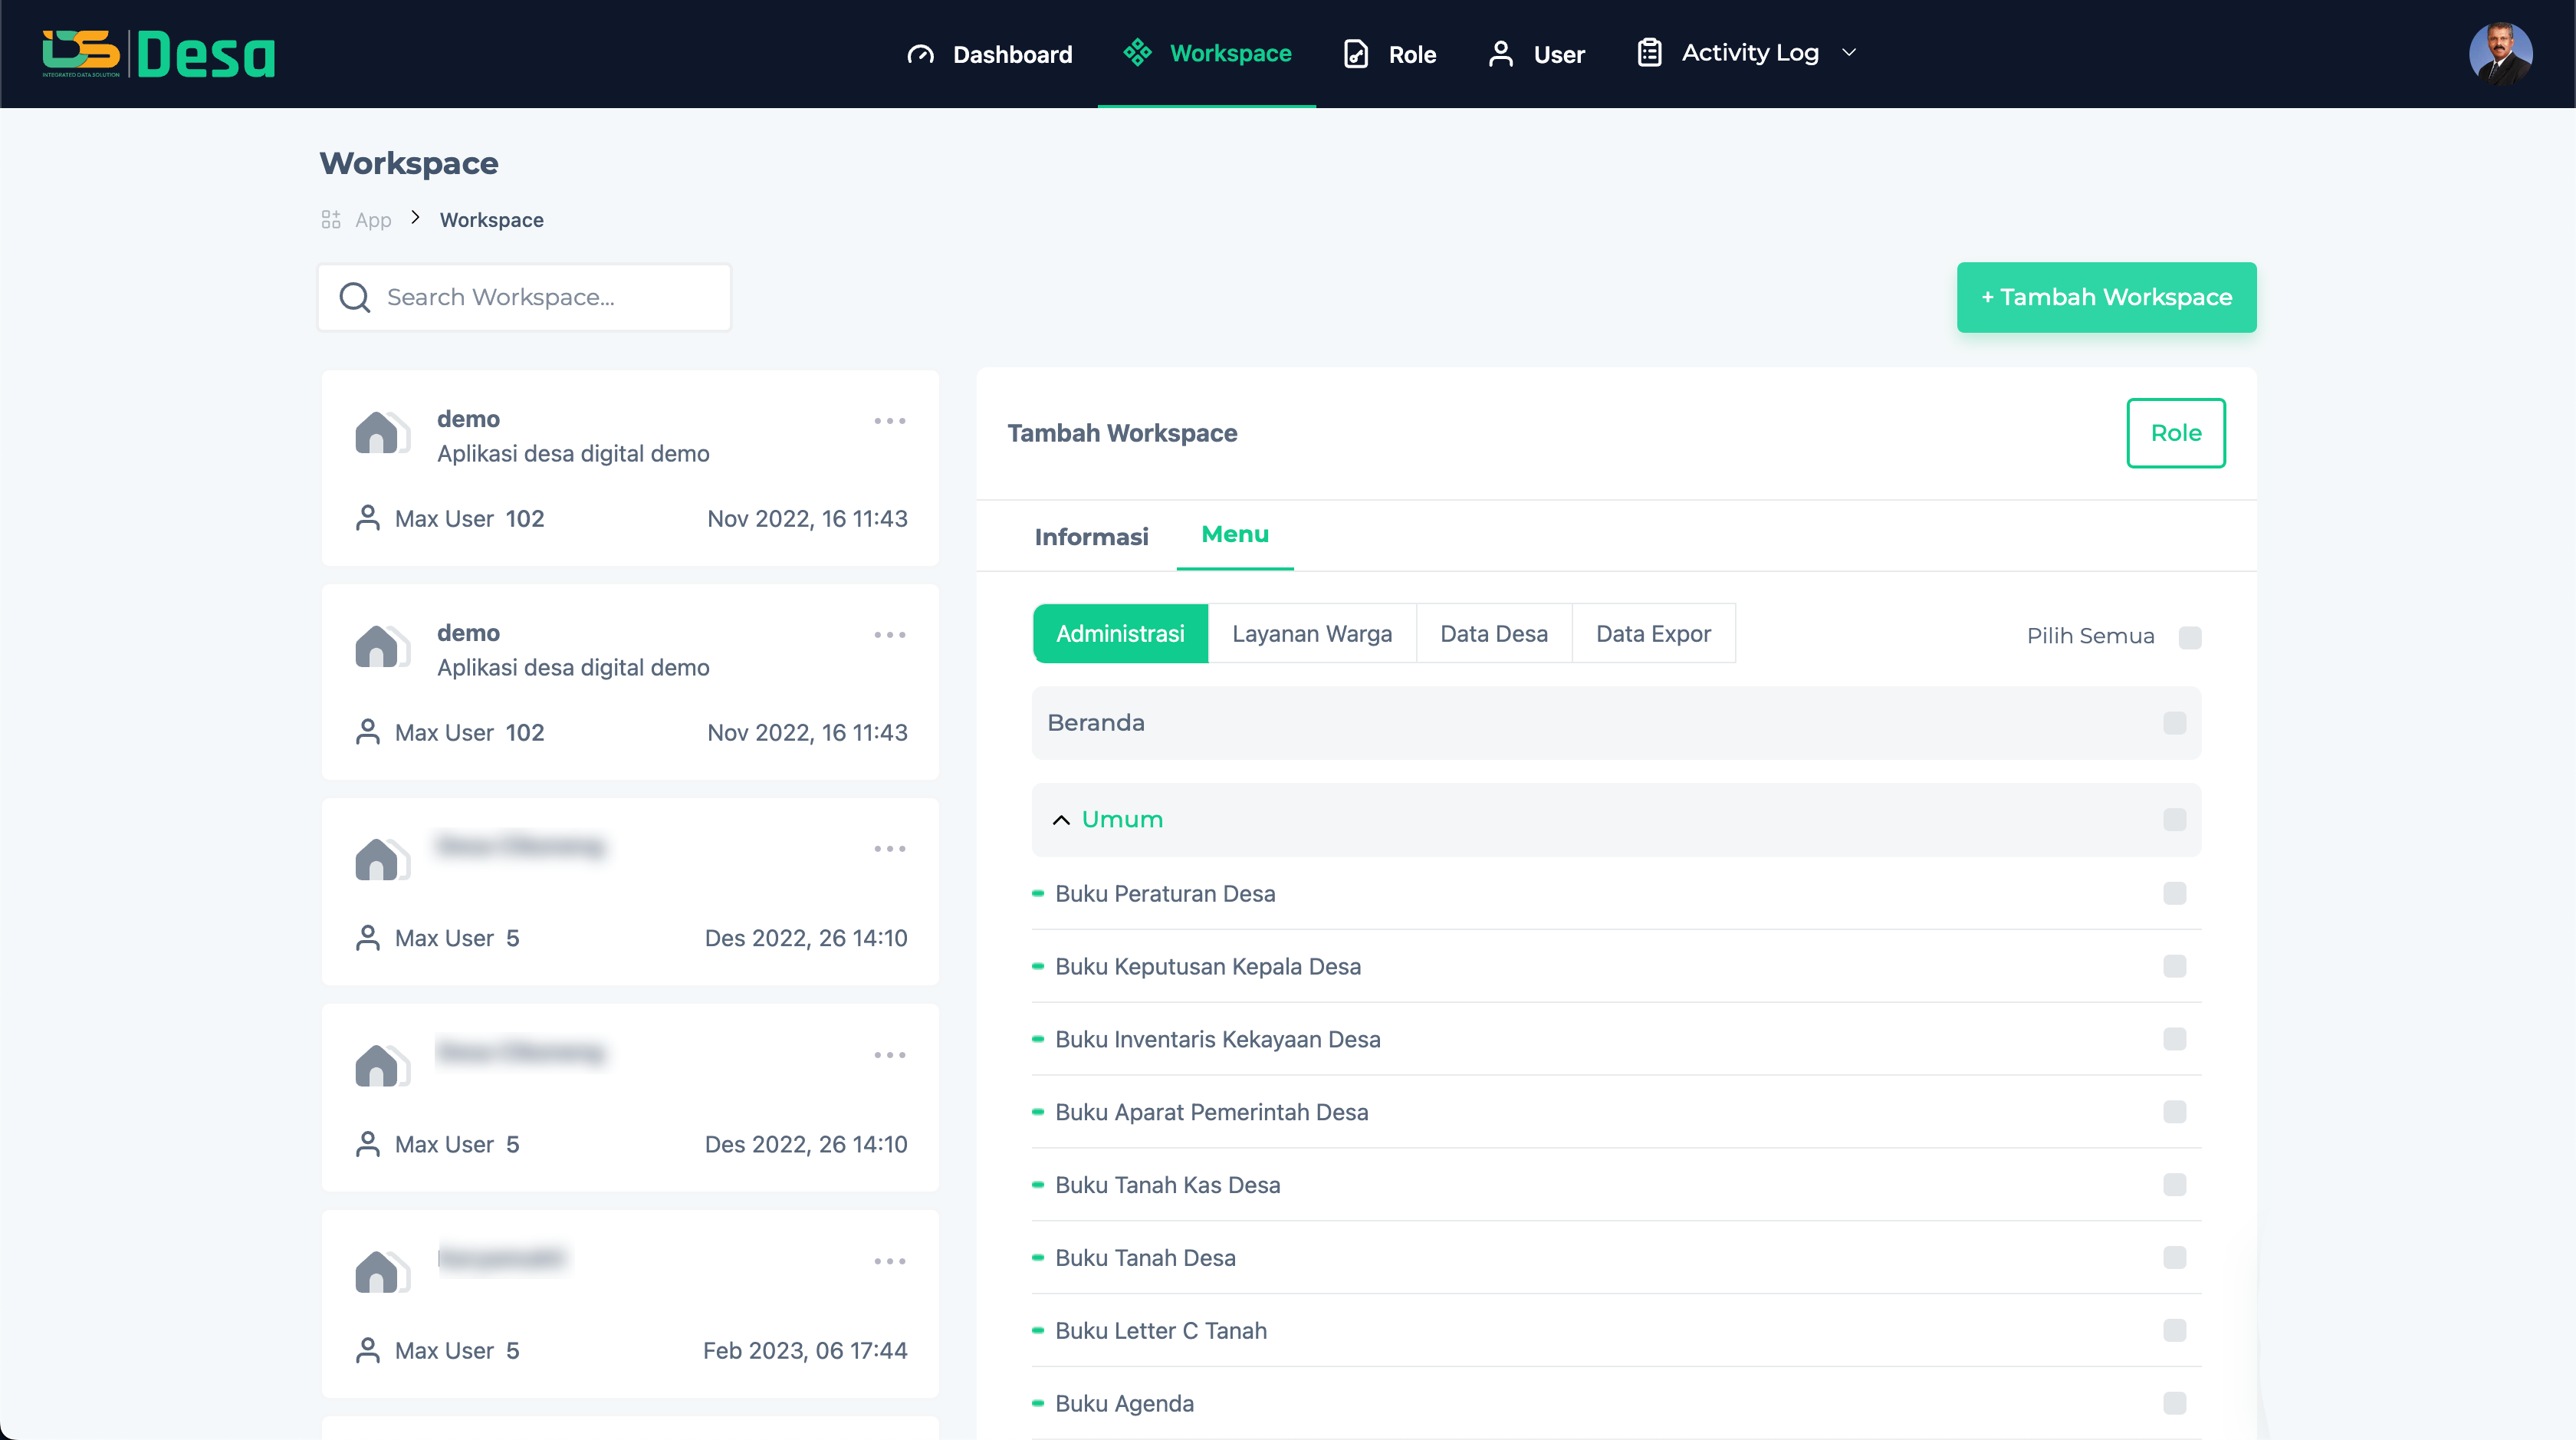 IDS
INTEGRATED DATA SOLUTION
Desa
Dashboard
Workspace
Role
User
Activity Log
Workspace
App > Workspace
Search Workspace...
+ Tambah Workspace
demo
Aplikasi desa digital demo
Max User 102
Nov 2022, 16 11:43
demo
Aplikasi desa digital demo
Max User 102
Nov 2022, 16 11:43
Max User 5
Des 2022, 26 14:10
Max User 5
Des 2022, 26 14:10
Max User 5
Feb 2023, 06 17:44
Tambah Workspace
Role
Informasi
Menu
Administrasi
Layanan Warga
Data Desa
Data Expor
Pilih Semua
Beranda
Umum
Buku Peraturan Desa
Buku Keputusan Kepala Desa
Buku Inventaris Kekayaan Desa
Buku Aparat Pemerintah Desa
Buku Tanah Kas Desa
Buku Tanah Desa
Buku Letter C Tanah
Buku Agenda